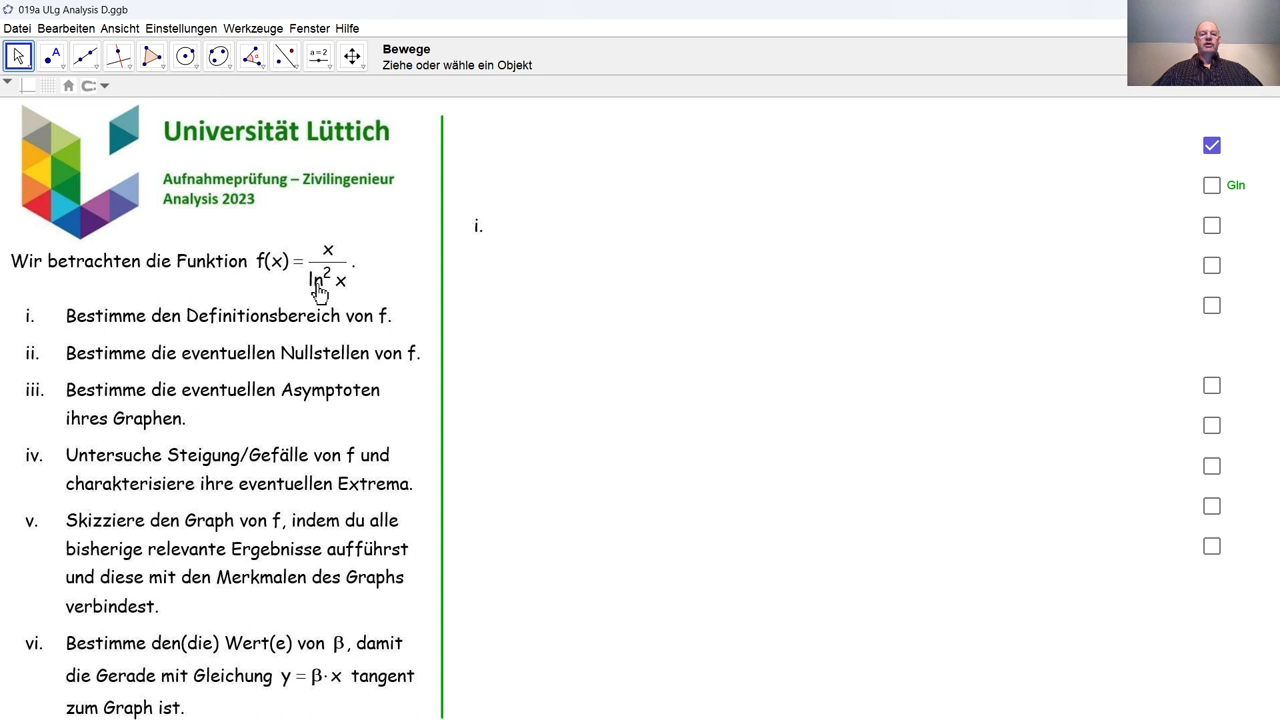 019a ULg Analysis D.ggb
Datei Bearbeiten Ansicht Einstellungen Werkzeuge Fenster Hilfe
A
a=2
Bewege
Ziehe oder wähle ein Objekt
Universität Lüttich
Aufnahmeprüfung – Zivilingenieur
Analysis 2023
Wir betrachten die Funktion f(x) = x / ln² x .
i. Bestimme den Definitionsbereich von f.
ii. Bestimme die eventuellen Nullstellen von f.
iii. Bestimme die eventuellen Asymptoten
ihres Graphen.
iv. Untersuche Steigung/Gefälle von f und
charakterisiere ihre eventuellen Extrema.
v. Skizziere den Graph von f, indem du alle
bisherige relevante Ergebnisse aufführst
und diese mit den Merkmalen des Graphs
verbindest.
vi. Bestimme den(die) Wert(e) von β, damit
die Gerade mit Gleichung y = β · x tangent
zum Graph ist.
i.
Gln